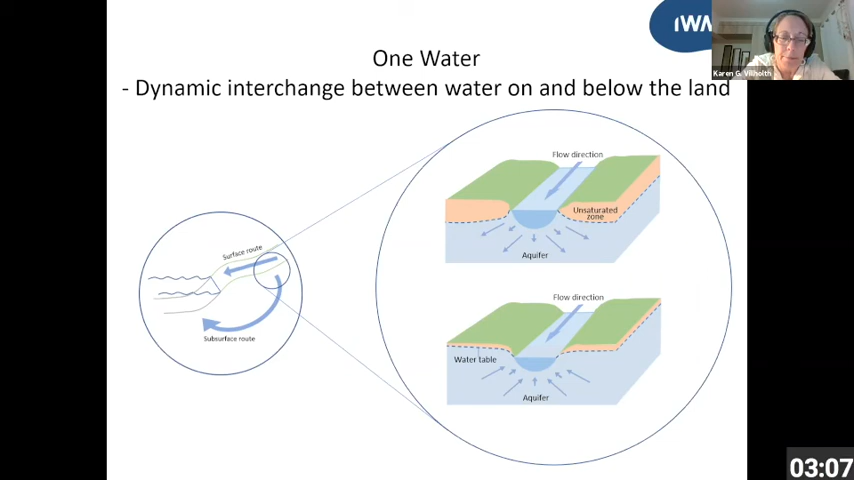 IWM
Karen G. Villholth
One Water
- Dynamic interchange between water on and below the land
Flow direction
Unsaturated
zone
Aquifer
Surface route
Subsurface route
Flow direction
Water table
Aquifer
03:07